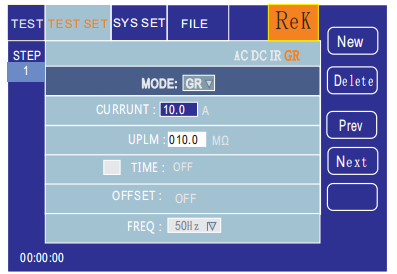 TEST TEST SET SYS SET FILE ReK
STEP
1
AC DC IR GR
MODE: GR
CURRUNT : 10.0 A
UPLM : 010.0 MΩ
TIME : OFF
OFFSET : OFF
FREQ : 50Hz
00:00:00
New
Delete
Prev
Next